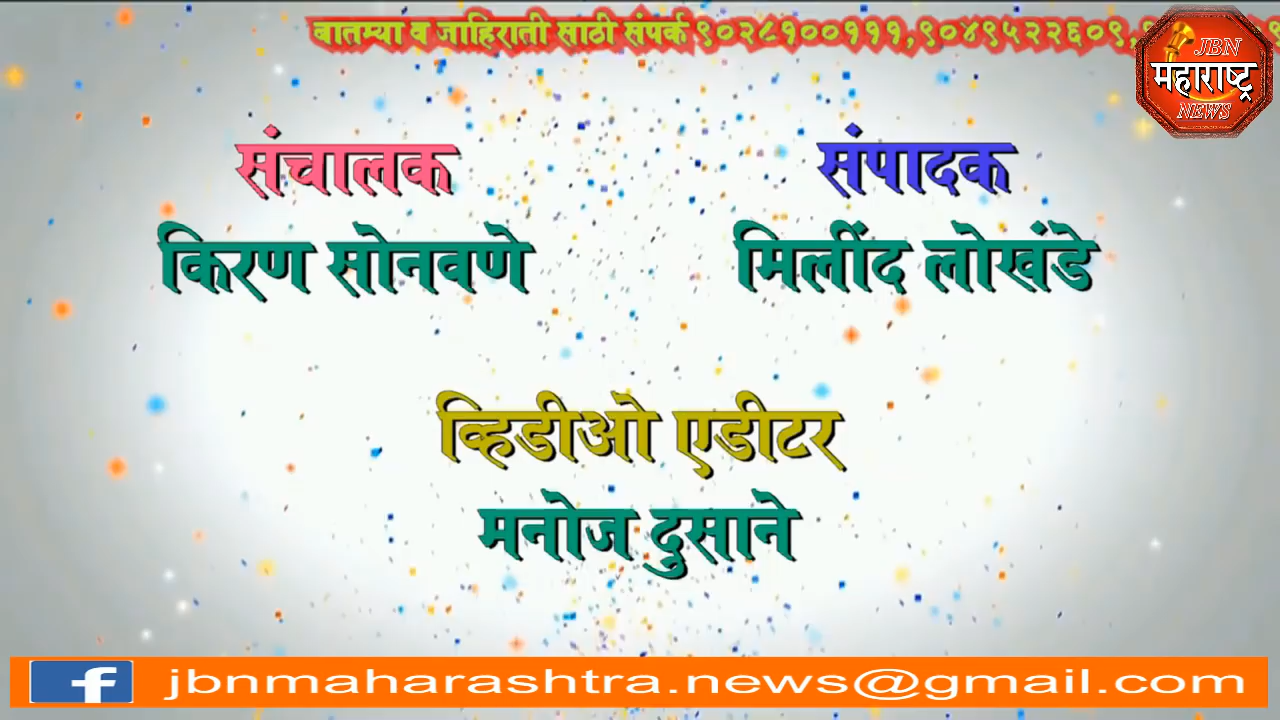 बातम्या व जाहिराती साठी संपर्क ९०२८१००१११,९०४९५२२६०९,
JBN
महाराष्ट्र
NEWS
संचालक
संपादक
किरण सोनवणे
मिलींद लोखंडे
व्हिडीओ एडीटर
मनोज दुसाने
f jbnmaharashtra.news@gmail.com